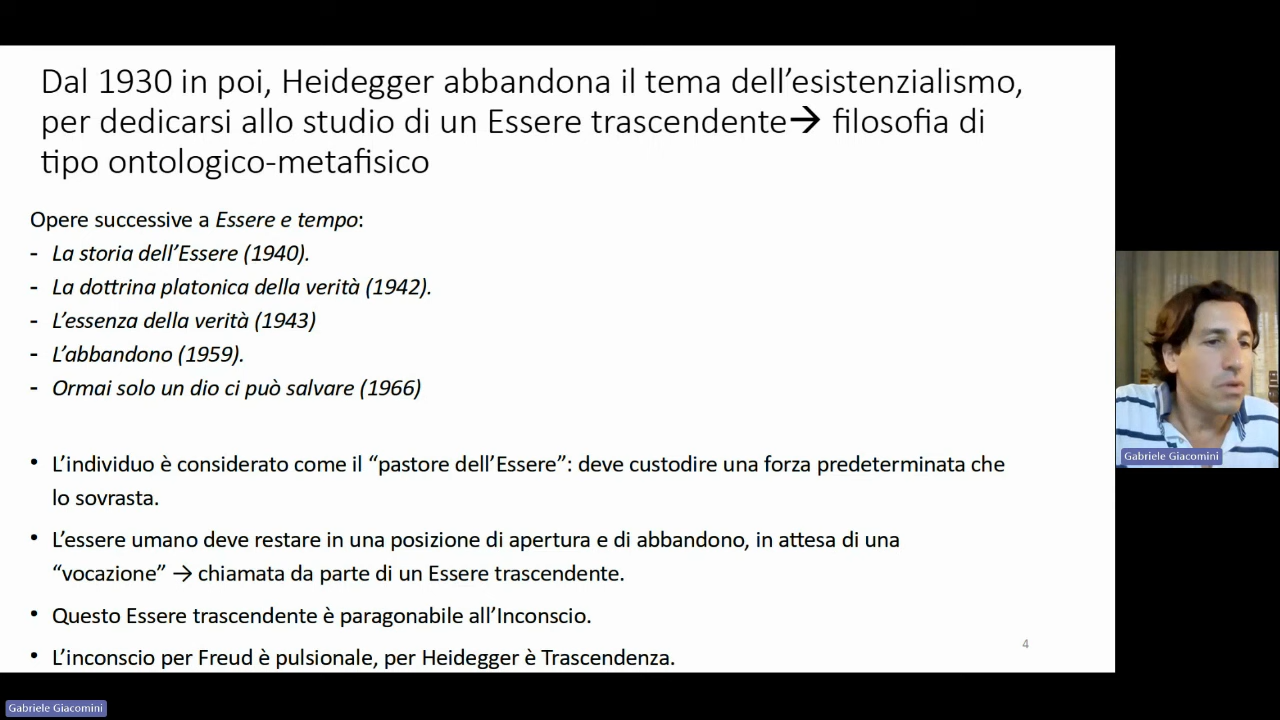 Dal 1930 in poi, Heidegger abbandona il tema dell’esistenzialismo,
per dedicarsi allo studio di un Essere trascendente→ filosofia di
tipo ontologico-metafisico
Opere successive a Essere e tempo:
- La storia dell’Essere (1940).
- La dottrina platonica della verità (1942).
- L’essenza della verità (1943)
- L’abbandono (1959).
- Ormai solo un dio ci può salvare (1966)
• L’individuo è considerato come il “pastore dell’Essere”: deve custodire una forza predeterminata che
lo sovrasta.
• L’essere umano deve restare in una posizione di apertura e di abbandono, in attesa di una
“vocazione” → chiamata da parte di un Essere trascendente.
• Questo Essere trascendente è paragonabile all’Inconscio.
• L’inconscio per Freud è pulsionale, per Heidegger è Trascendenza.
4
Gabriele Giacomini
Gabriele Giacomini